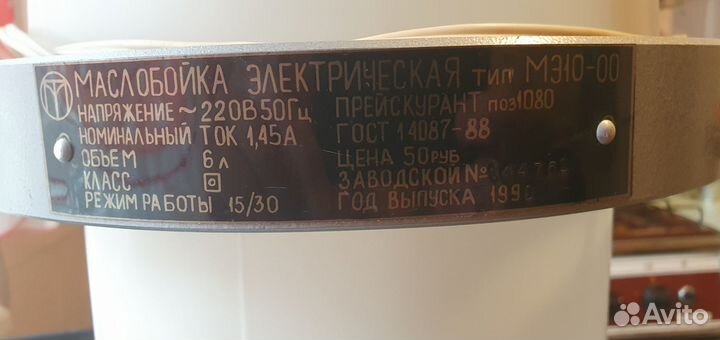 МАСЛОБОЙКА ЭЛЕКТРИЧЕСКАЯ ТИП МЭ10-00
НАПРЯЖЕНИЕ ~220В 50Гц
НОМИНАЛЬНЫЙ ТОК 1,45А
ОБЪЕМ 6л
КЛАСС
РЕЖИМ РАБОТЫ 15/30
ПРЕЙСКУРАНТ поз1080
ГОСТ 14087-88
ЦЕНА 50РУБ
ЗАВОДСКОЙ №
ГОД ВЫПУСКА
Avito